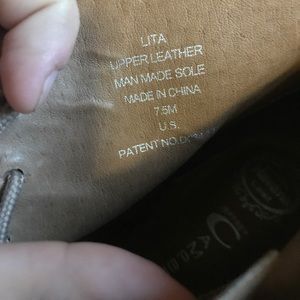 LITA
UPPER LEATHER
MAN MADE SOLE
MADE IN CHINA
7.5M
U.S.
PATENT NO.